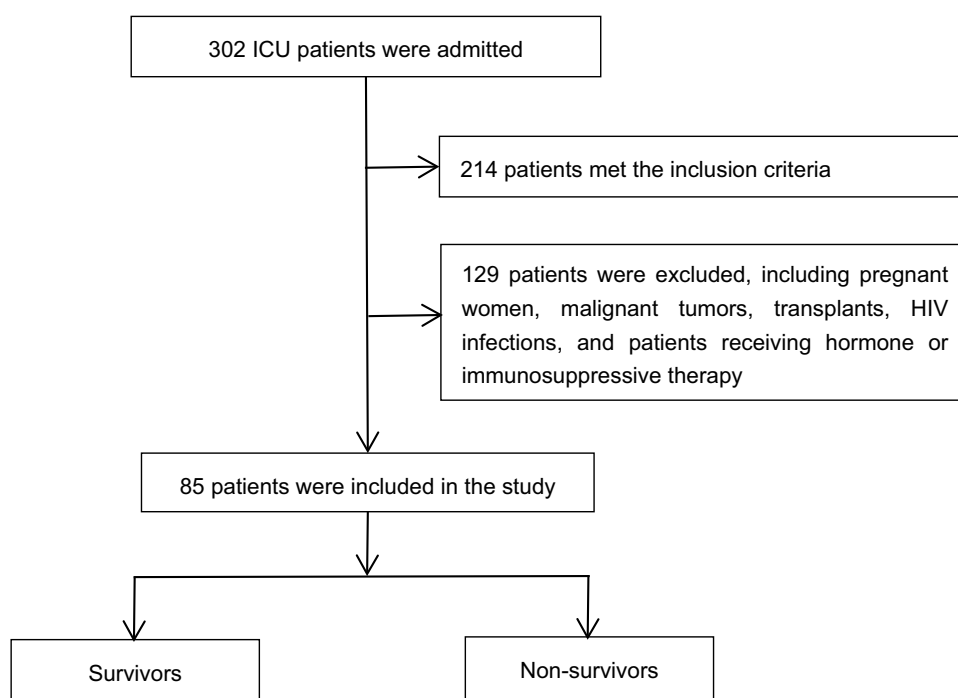 302 ICU patients were admitted
214 patients met the inclusion criteria
129 patients were excluded, including pregnant
women, malignant tumors, transplants, HIV
infections, and patients receiving hormone or
immunosuppressive therapy
85 patients were included in the study
Survivors
Non-survivors